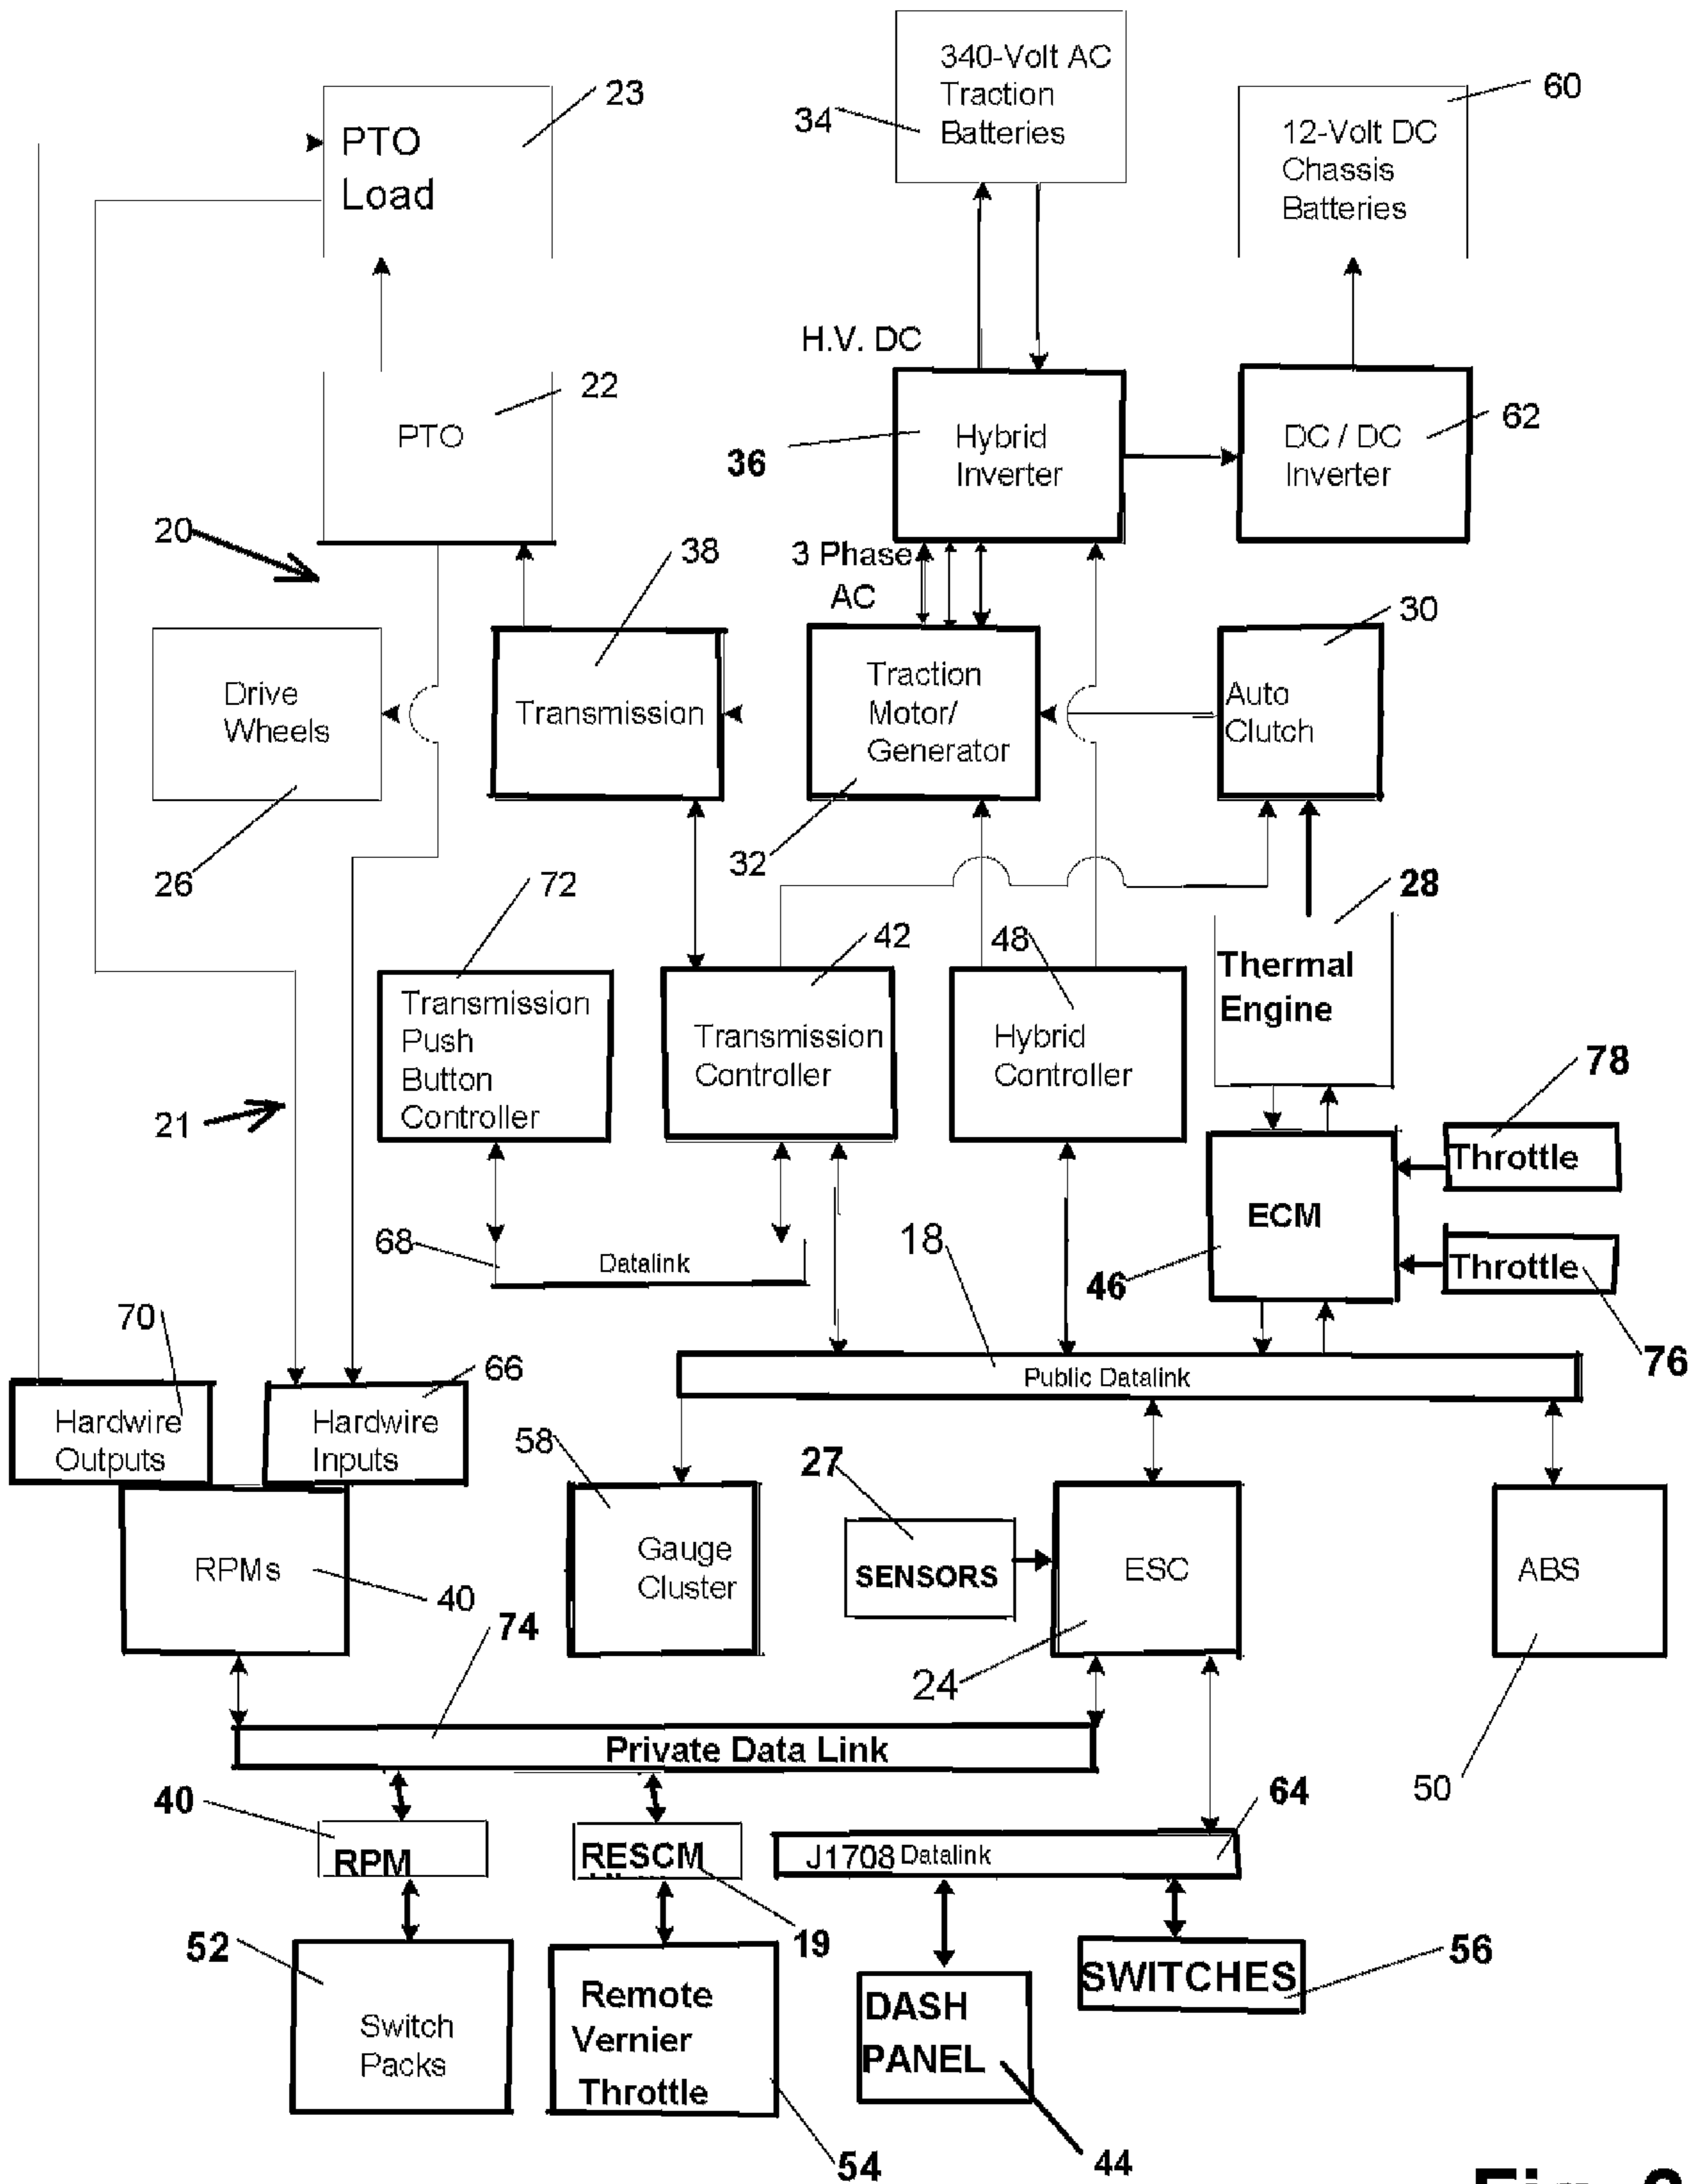 340-Volt AC
Traction
Batteries
34
23
PTO
Load
60
12-Volt DC
Chassis
Batteries
H.V. DC
22
PTO
36
Hybrid
Inverter
62
DC / DC
Inverter
20
38
3 Phase
AC
30
Drive
Wheels
Transmission
Traction
Motor/
Generator
Auto
Clutch
26
32
72
42
48
28
Thermal
Engine
Transmission
Push
Button
Controller
Transmission
Controller
Hybrid
Controller
21
78
Throttle
ECM
68
Datalink
18
46
Throttle
76
70
66
Public Datalink
Hardwire
Outputs
Hardwire
Inputs
58
27
RPMs
40
Gauge
Cluster
SENSORS
ESC
ABS
74
24
Private Data Link
50
40
RPM
RESCM
64
J1708 Datalink
19
52
Switch
Packs
Remote
Vernier
Throttle
54
DASH
PANEL
44
SWITCHES
56